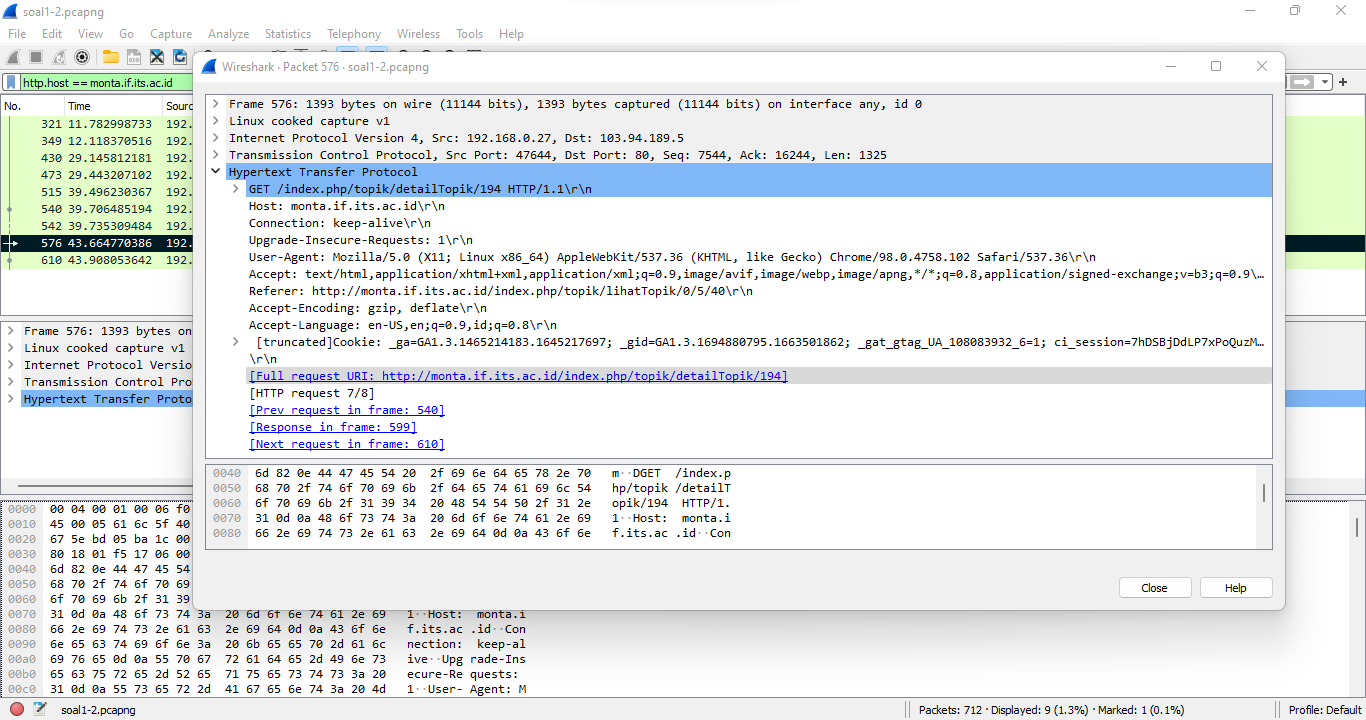 soal1-2.pcapng
File Edit View Go Capture Analyze Statistics Telephony Wireless Tools Help
http.host == monta.if.its.ac.id
+
No. Time Sourc
321 11.782998733 192.
349 12.118370516 192.
430 29.145812181 192.
473 29.443207102 192.
515 39.496230367 192.
540 39.706485194 192.
542 39.735309484 192.
576 43.664770386 192.
610 43.908053642 192.
Frame 576: 1393 bytes on
Linux cooked capture v1
Internet Protocol Versio
Transmission Control Pro
Hypertext Transfer Proto
Wireshark · Packet 576 · soal1-2.pcapng
Frame 576: 1393 bytes on wire (11144 bits), 1393 bytes captured (11144 bits) on interface any, id 0
Linux cooked capture v1
Internet Protocol Version 4, Src: 192.168.0.27, Dst: 103.94.189.5
Transmission Control Protocol, Src Port: 47644, Dst Port: 80, Seq: 7544, Ack: 16244, Len: 1325
Hypertext Transfer Protocol
GET /index.php/topik/detailTopik/194 HTTP/1.1\r\n
Host: monta.if.its.ac.id\r\n
Connection: keep-alive\r\n
Upgrade-Insecure-Requests: 1\r\n
User-Agent: Mozilla/5.0 (X11; Linux x86_64) AppleWebKit/537.36 (KHTML, like Gecko) Chrome/98.0.4758.102 Safari/537.36\r\n
Accept: text/html,application/xhtml+xml,application/xml;q=0.9,image/avif,image/webp,image/apng,*/*;q=0.8,application/signed-exchange;v=b3;q=0.9\…
Referer: http://monta.if.its.ac.id/index.php/topik/lihatTopik/0/5/40\r\n
Accept-Encoding: gzip, deflate\r\n
Accept-Language: en-US,en;q=0.9,id;q=0.8\r\n
[truncated]Cookie: _ga=GA1.3.1465214183.1645217697; _gid=GA1.3.1694880795.1663501862; _gat_gtag_UA_108083932_6=1; ci_session=7hDSBjDdLP7xPoQuzM…
\r\n
[Full request URI: http://monta.if.its.ac.id/index.php/topik/detailTopik/194]
[HTTP request 7/8]
[Prev request in frame: 540]
[Response in frame: 599]
[Next request in frame: 610]
0040 6d 82 0e 44 47 45 54 20 2f 69 6e 64 65 78 2e 70 m··DGET /index.p
0050 68 70 2f 74 6f 70 69 6b 2f 64 65 74 61 69 6c 54 hp/topik /detailT
0060 6f 70 69 6b 2f 31 39 34 20 48 54 54 50 2f 31 2e opik/194 HTTP/1.
0070 31 0d 0a 48 6f 73 74 3a 20 6d 6f 6e 74 61 2e 69 1··Host: monta.i
0080 66 2e 69 74 73 2e 61 63 2e 69 64 0d 0a 43 6f 6e f.its.ac .id··Con
Close Help
0000 00 04 00 01 00 06 f0
0010 45 00 05 61 6c 5f 40
0020 67 5e bd 05 ba 1c 00
0030 80 18 01 f5 17 06 00
0040 6d 82 0e 44 47 45 54
0050 68 70 2f 74 6f 70 69
0060 6f 70 69 6b 2f 31 39
0070 31 0d 0a 48 6f 73 74 3a 20 6d 6f 6e 74 61 2e 69 1··Host: monta.i
0080 66 2e 69 74 73 2e 61 63 2e 69 64 0d 0a 43 6f 6e f.its.ac .id··Con
0090 6e 65 63 74 69 6f 6e 3a 20 6b 65 65 70 2d 61 6c nection: keep-al
00a0 69 76 65 0d 0a 55 70 67 72 61 64 65 2d 49 6e 73 ive··Upg rade-Ins
00b0 65 63 75 72 65 2d 52 65 71 75 65 73 74 73 3a 20 ecure-Re quests:
00c0 31 0d 0a 55 73 65 72 2d 41 67 65 6e 74 3a 20 4d 1··User- Agent: M
soal1-2.pcapng
Packets: 712 · Displayed: 9 (1.3%) · Marked: 1 (0.1%)
Profile: Default